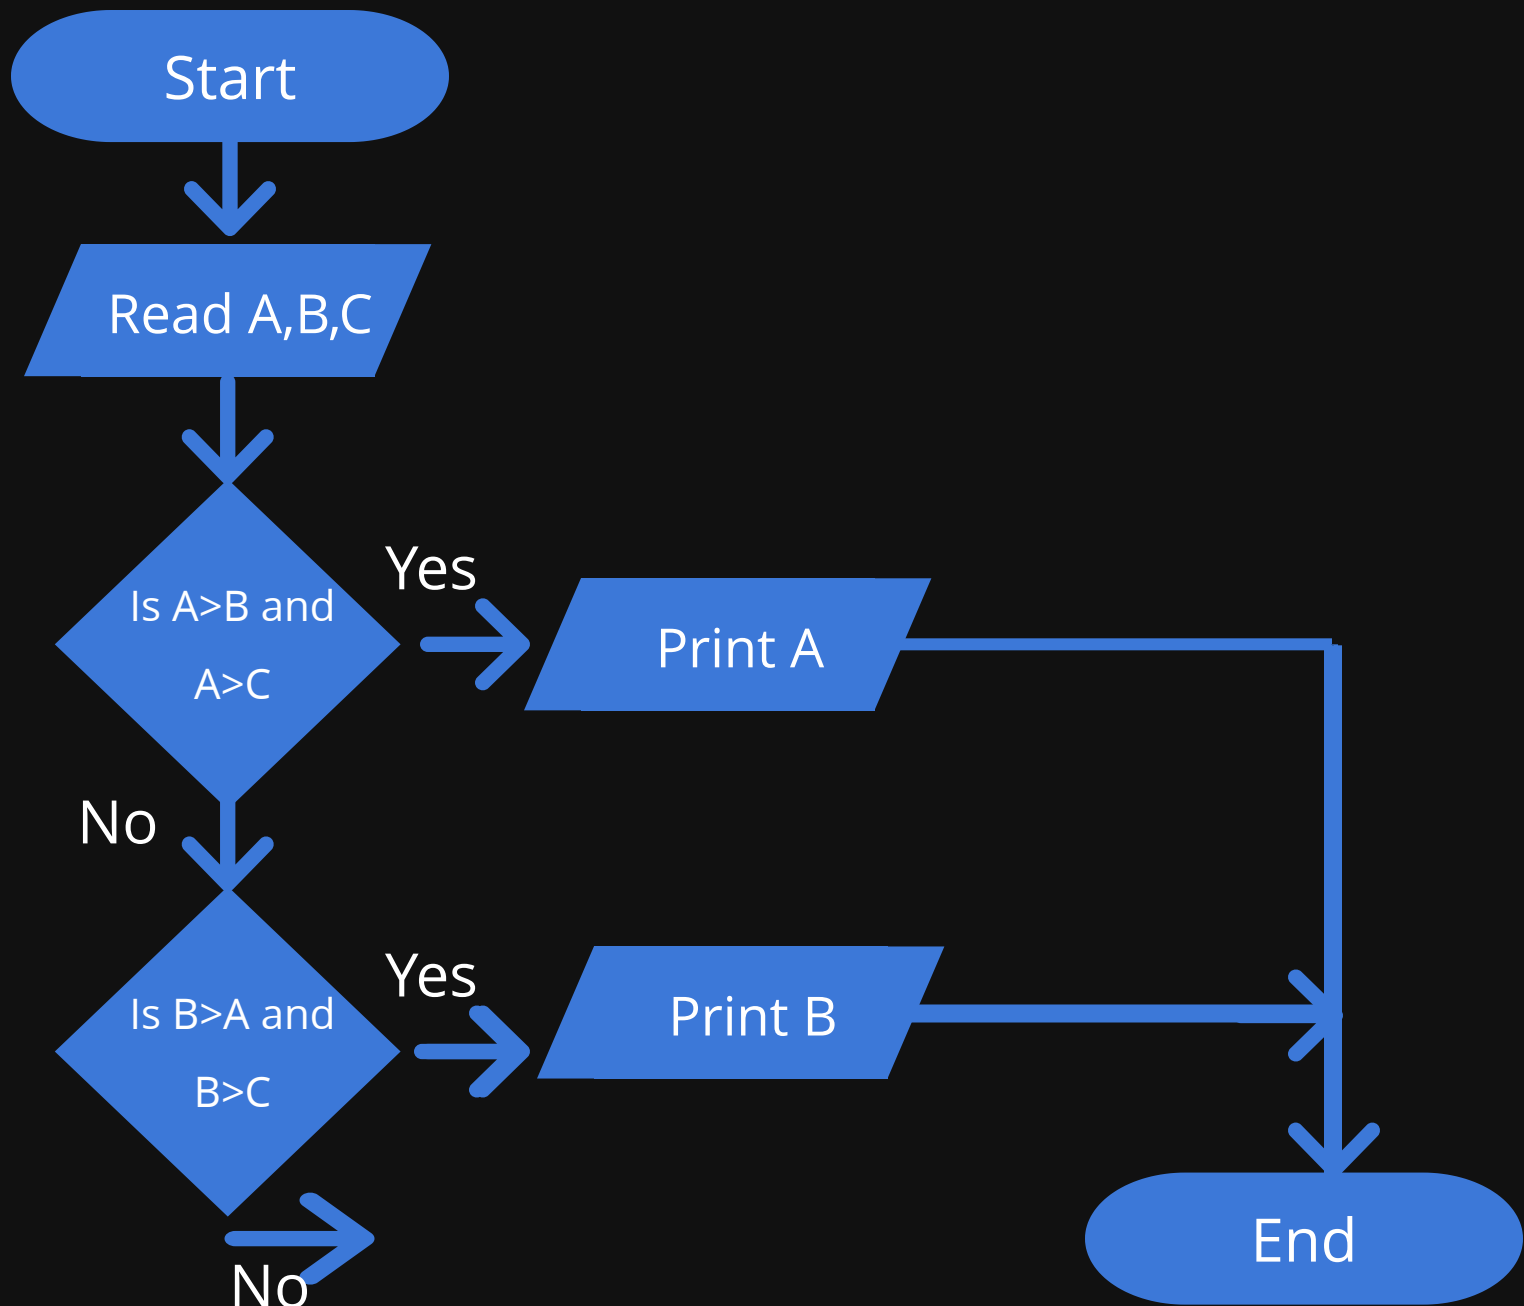 Start
Read A,B,C
Is A>B and
A>C
Yes
Print A
No
Is B>A and
B>C
Yes
Print B
No
End